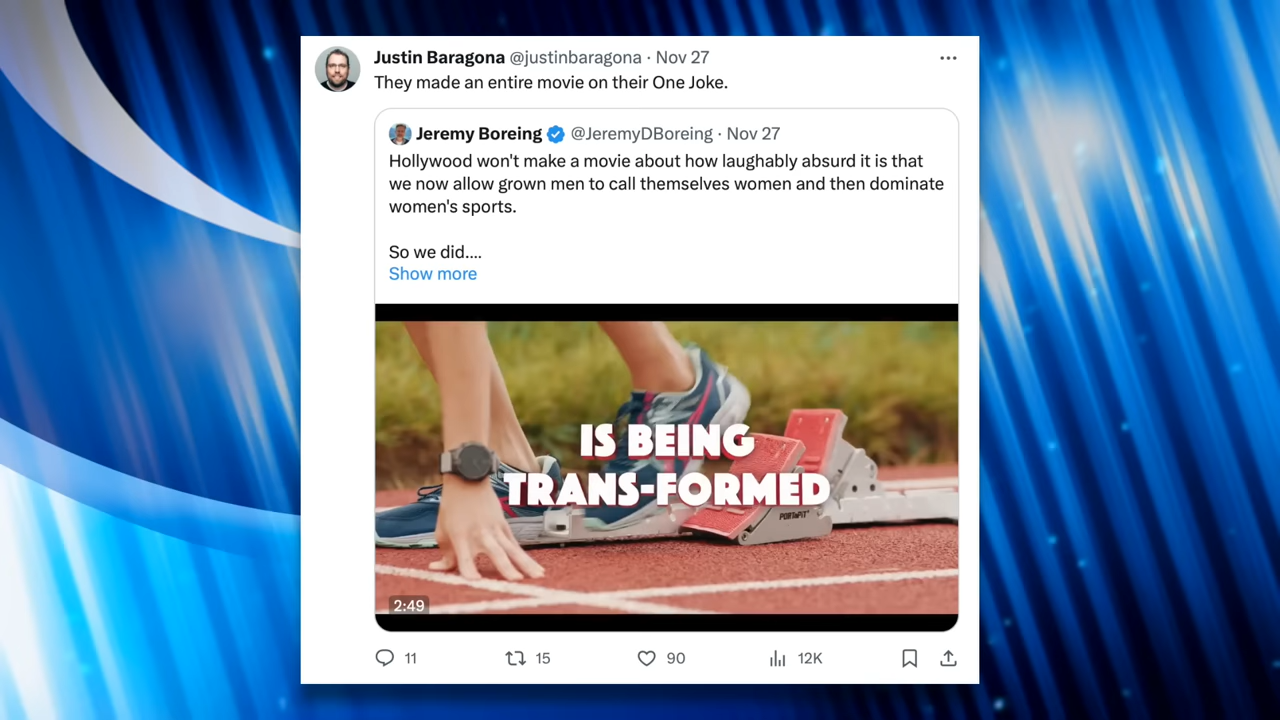 Justin Baragona @justinbaragona · Nov 27
They made an entire movie on their One Joke.
Jeremy Boreing @JeremyDBoreing · Nov 27
Hollywood won't make a movie about how laughably absurd it is that
we now allow grown men to call themselves women and then dominate
women's sports.
So we did....
Show more
IS BEING
TRANS-FORMED
PORTAFIT
2:49
11 15 90 12K